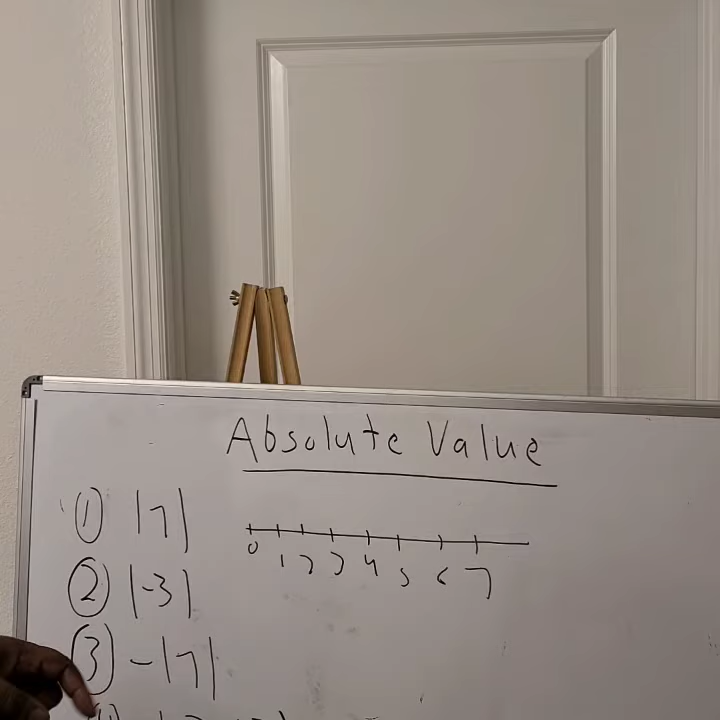 Absolute Value
① |7|
0 1 2 3 4 5 6 7
② |-3|
③ -|7|